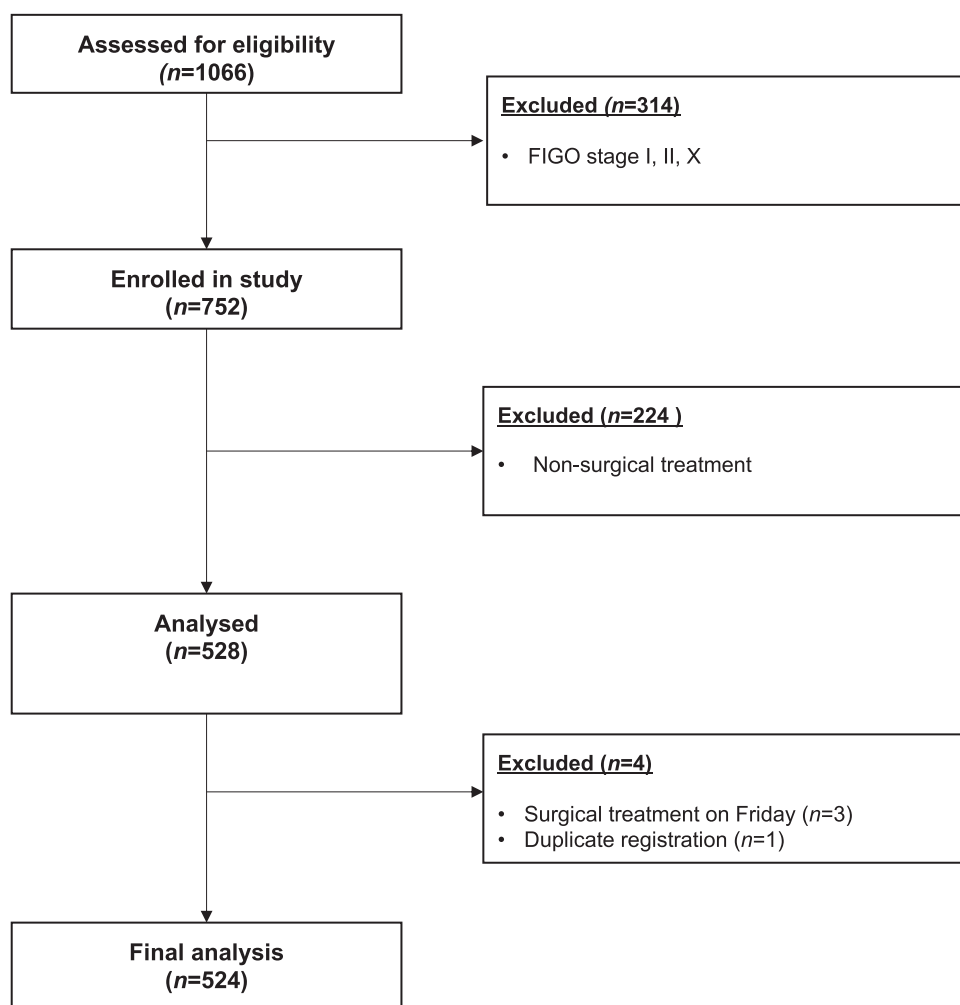 Assessed for eligibility
(n=1066)
Excluded (n=314)
• FIGO stage I, II, X
Enrolled in study
(n=752)
Excluded (n=224 )
• Non-surgical treatment
Analysed
(n=528)
Excluded (n=4)
• Surgical treatment on Friday (n=3)
• Duplicate registration (n=1)
Final analysis
(n=524)